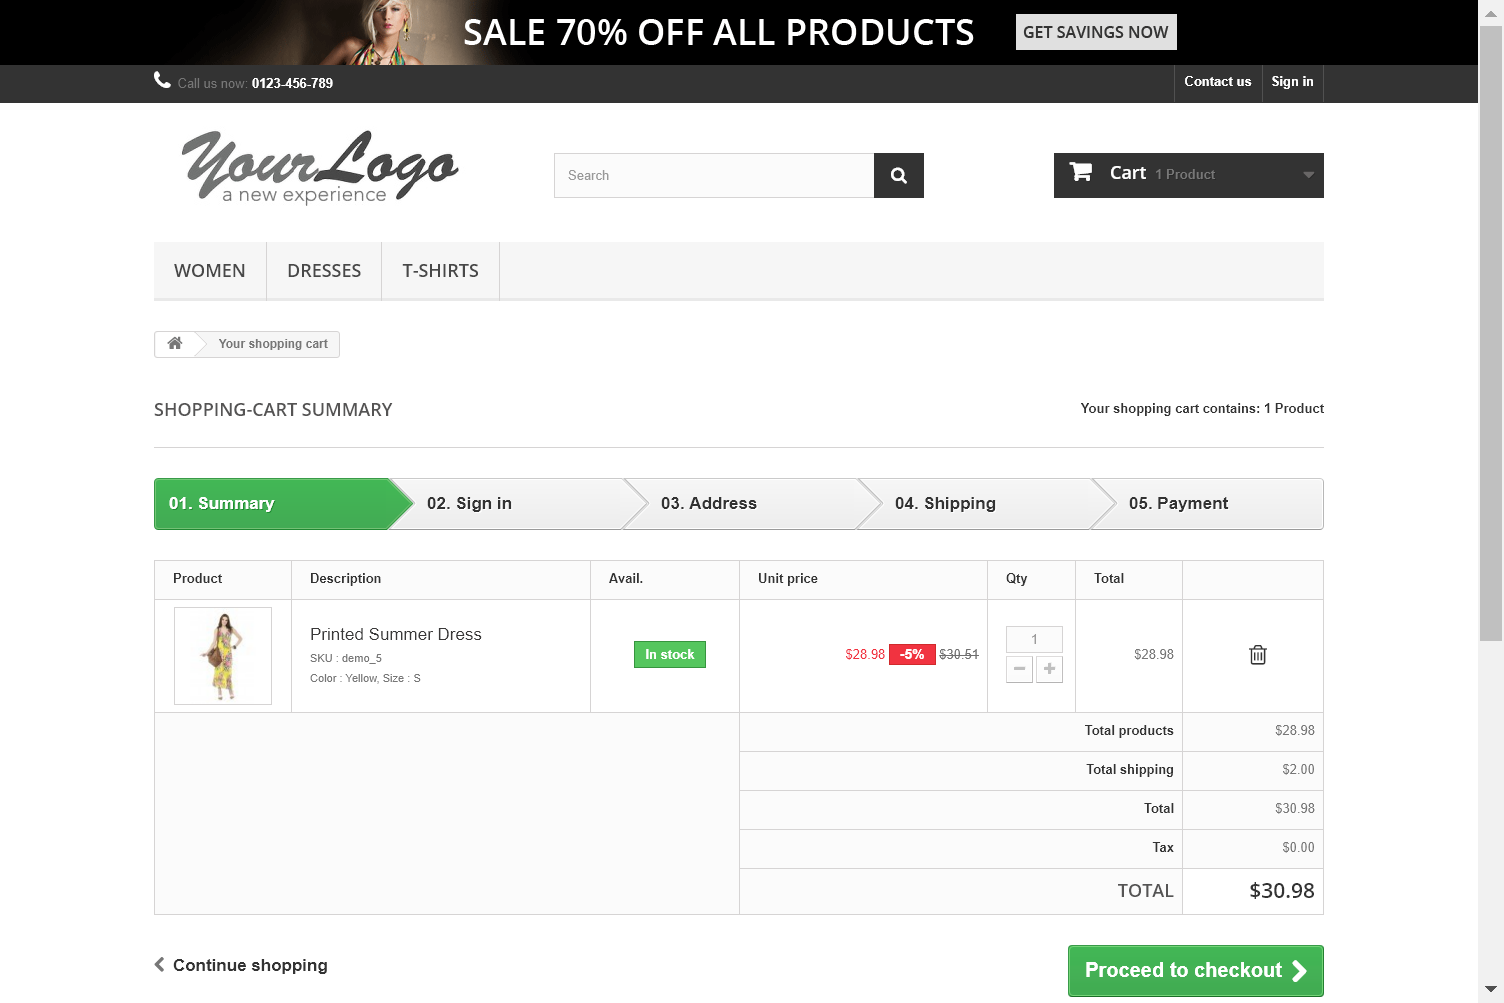 SALE 70% OFF ALL PRODUCTS
GET SAVINGS NOW
Call us now: 0123-456-789
Contact us
Sign in
YourLogo
a new experience
Search
Cart 1 Product
WOMEN
DRESSES
T-SHIRTS
Your shopping cart
SHOPPING-CART SUMMARY
Your shopping cart contains: 1 Product
01. Summary
02. Sign in
03. Address
04. Shipping
05. Payment
Product
Description
Avail.
Unit price
Qty
Total
Printed Summer Dress
SKU : demo_5
Color : Yellow, Size : S
In stock
$28.98 -5% $30.51
1
$28.98
Total products
$28.98
Total shipping
$2.00
Total
$30.98
Tax
$0.00
TOTAL
$30.98
Continue shopping
Proceed to checkout